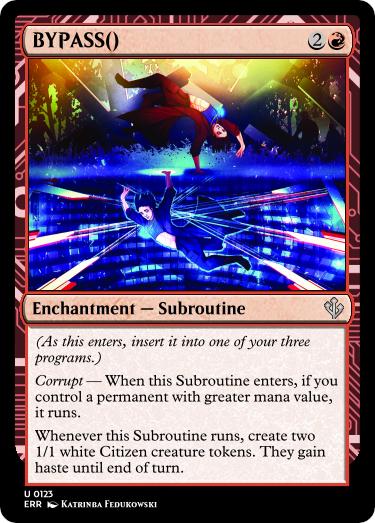 BYPASS()
2
Enchantment — Subroutine
(As this enters, insert it into one of your three
programs.)
Corrupt — When this Subroutine enters, if you
control a permanent with greater mana value,
it runs.
Whenever this Subroutine runs, create two
1/1 white Citizen creature tokens. They gain
haste until end of turn.
U 0123
ERR Katrinba Fedukowski